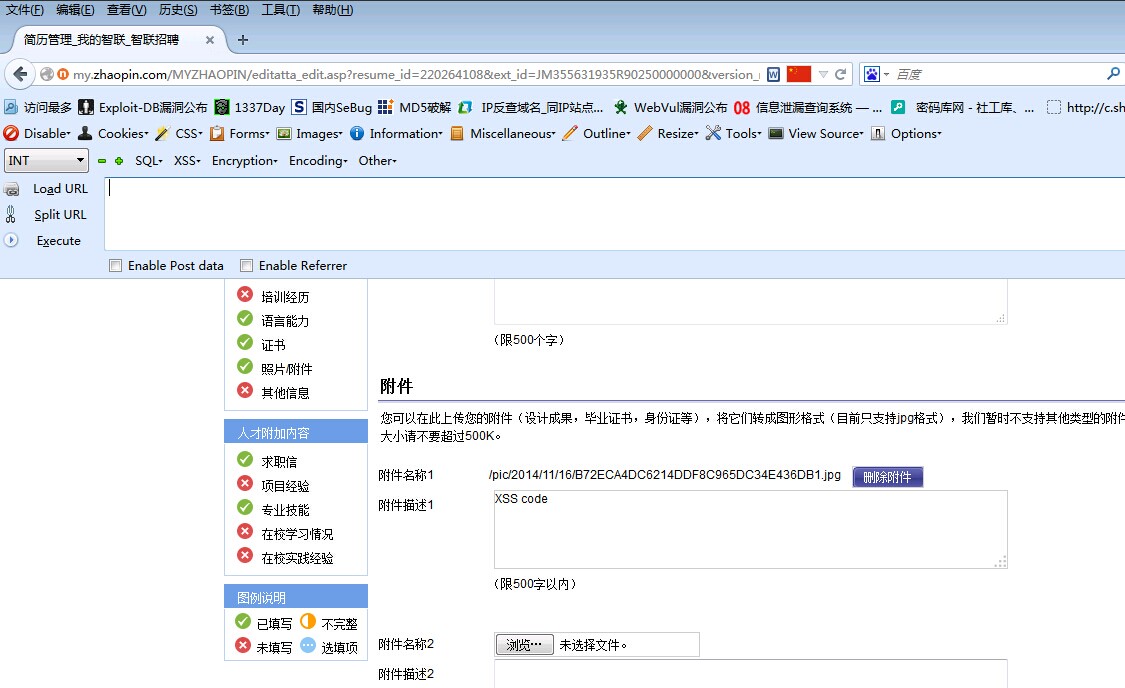 文件(F) 编辑(E) 查看(V) 历史(S) 书签(B) 工具(T) 帮助(H)
简历管理_我的智联_智联招聘 × +
my.zhaopin.com/MYZHAOPIN/editatta_edit.asp?resume_id=220264108&ext_id=JM355631935R90250000000&version_ 百度
访问最多 Exploit-DB漏洞公布 1337Day 国内SeBug MD5破解 IP反查域名_同IP站点... WebVul漏洞公布 08 信息泄漏查询系统 — ... 密码库网 - 社工库、... http://c.sh
Disable Cookies CSS Forms Images Information Miscellaneous Outline Resize Tools View Source Options
INT SQL XSS Encryption Encoding Other
Load URL
Split URL
Execute
Enable Post data Enable Referrer
培训经历
语言能力
证书
照片/附件
其他信息
人才附加内容
求职信
项目经验
专业技能
在校学习情况
在校实践经验
图例说明
已填写 不完整
未填写 选填项
（限500个字）
附件
您可以在此上传您的附件（设计成果，毕业证书，身份证等），将它们转成图形格式（目前只支持jpg格式），我们暂时不支持其他类型的附件
大小请不要超过500K。
附件名称1 /pic/2014/11/16/B72ECA4DC6214DDF8C965DC34E436DB1.jpg 删除附件
附件描述1 XSS code
（限500字以内）
附件名称2 浏览… 未选择文件。
附件描述2